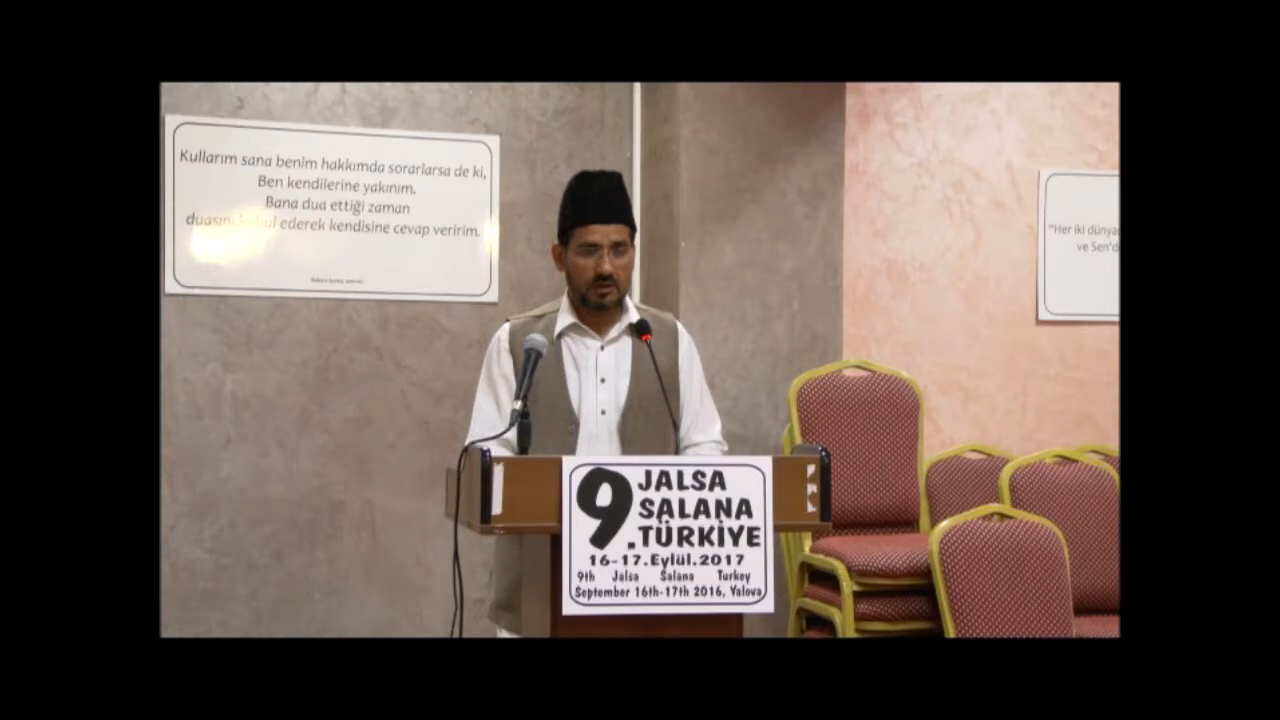 Kullarım sana benim hakkımda sorarlarsa de ki,
Ben kendilerine yakınım.
Bana dua ettiği zaman
duasını kabul ederek kendisine cevap veririm.
"Her iki dünya
ve Sen'd
9. JALSA
SALANA
TÜRKİYE
16-17.Eylül.2017
9th Jalsa Salana Turkey
September 16th-17th 2016, Yalova